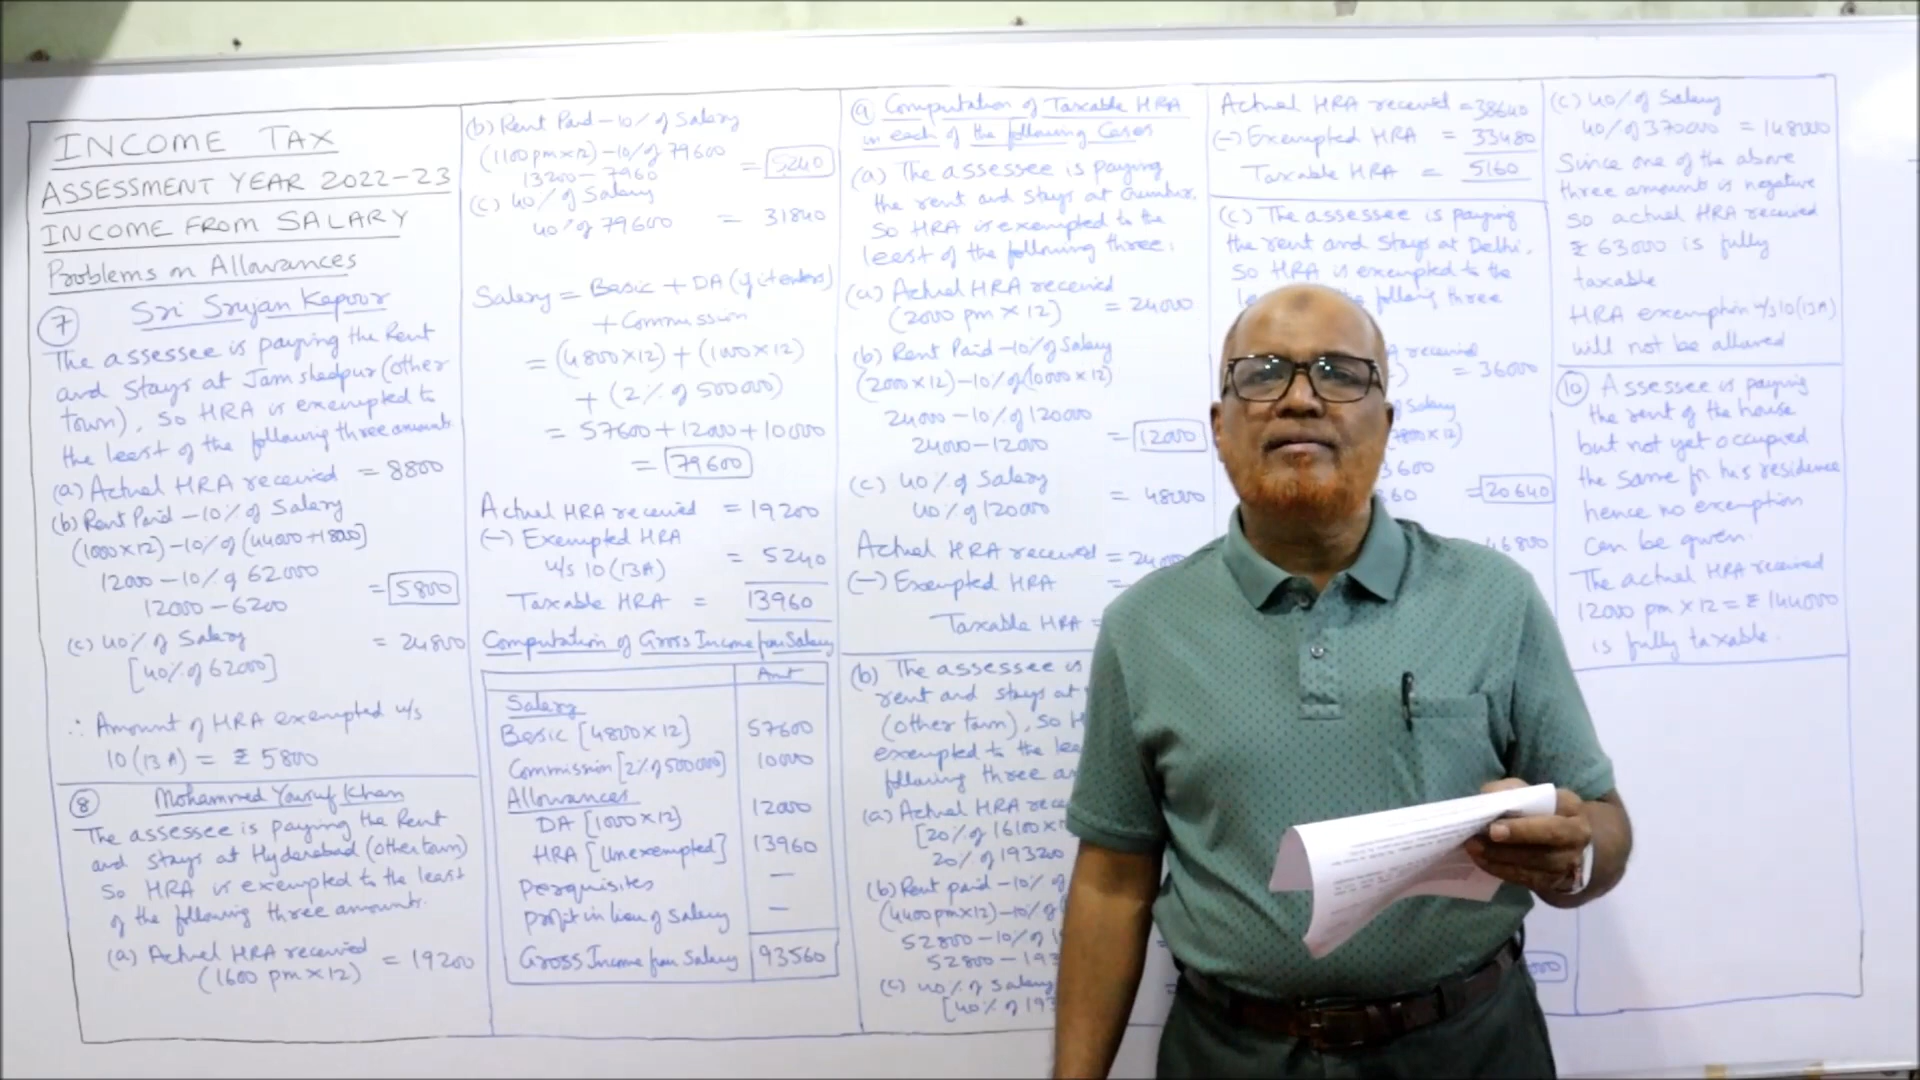 INCOME TAX
ASSESSMENT YEAR 2022-23
INCOME FROM SALARY
Problems on Allowances
7 Sri Srujan Kapoor
The assessee is paying the Rent
and stays at Jamshedpur (other
town), so HRA is exempted to
the least of the following three amounts
(a) Actual HRA received = 8800
(b) Rent Paid - 10% of Salary
(1000×12) - 10% of [44000+18000]
12000 - 10% of 62000
12000 - 6200 = 5800
(c) 40% of Salary = 24800
[40% of 62000]
∴ Amount of HRA exempted u/s
10(13A) = ₹ 5800
8 Mohammed Yousuf Khan
The assessee is paying the Rent
and stays at Hyderabad (other town)
So HRA is exempted to the least
of the following three amounts.
(a) Actual HRA received
(1600 pm × 12) = 19200
(b) Rent Paid - 10% of Salary
(1100 pm × 12) - 10% of 79600
13200 - 7960 = 5240
(c) 40% of Salary
40% of 79600 = 31840
Salary = Basic + DA (if it enters)
+ Commission
= (4800×12) + (1000×12)
+ (2% of 500000)
= 57600 + 12000 + 10000
= 79600
Actual HRA received = 19200
(-) Exempted HRA
u/s 10(13A) = 5240
Taxable HRA = 13960
Computation of Gross Income from Salary
Amt
Salary
Basic [4800×12] 57600
Commission [2% of 500000] 10000
Allowances
DA [1000×12] 12000
HRA [Unexempted] 13960
Perquisites —
Profit in lieu of Salary —
Gross Income from Salary 93560
9 Computation of Taxable HRA
in each of the following Cases
(a) The assessee is paying
the rent and stays at Guntur.
So HRA is exempted to the
least of the following three.
(a) Actual HRA received
(2000 pm × 12) = 24000
(b) Rent Paid - 10% of Salary
(2000×12) - 10% of (10000×12)
24000 - 10% of 120000
24000 - 12000 = 12000
(c) 40% of Salary
40% of 120000 = 48000
Actual HRA received = 24000
(-) Exempted HRA =
Taxable HRA =
(b) The assessee is
rent and stays at
(other town), So
exempted to the
following three
(a) Actual HRA
[20% of 16100×
20% of 193200
(b) Rent paid - 10% of
(4400 pm×12) - 10% of
52800 - 10% of
52800 -
(c) 40% of Salary
[40% of
Actual HRA received = 38640
(-) Exempted HRA = 33480
Taxable HRA = 5160
(c) The assessee is paying
the rent and stays at Delhi.
So HRA is exempted to the
following three
received
= 36000
Salary
7800×12)
3600
= 20640
46800
(c) 40% of Salary
40% of 370000 = 148000
Since one of the above
three amount is negative
so actual HRA received
₹ 63000 is fully
taxable
HRA exemption u/s 10(13A)
will not be allowed
10 Assessee is paying
the rent of the house
but not yet occupied
the same for his residence
hence no exemption
can be given.
The actual HRA received
12000 pm × 12 = ₹ 144000
is fully taxable.